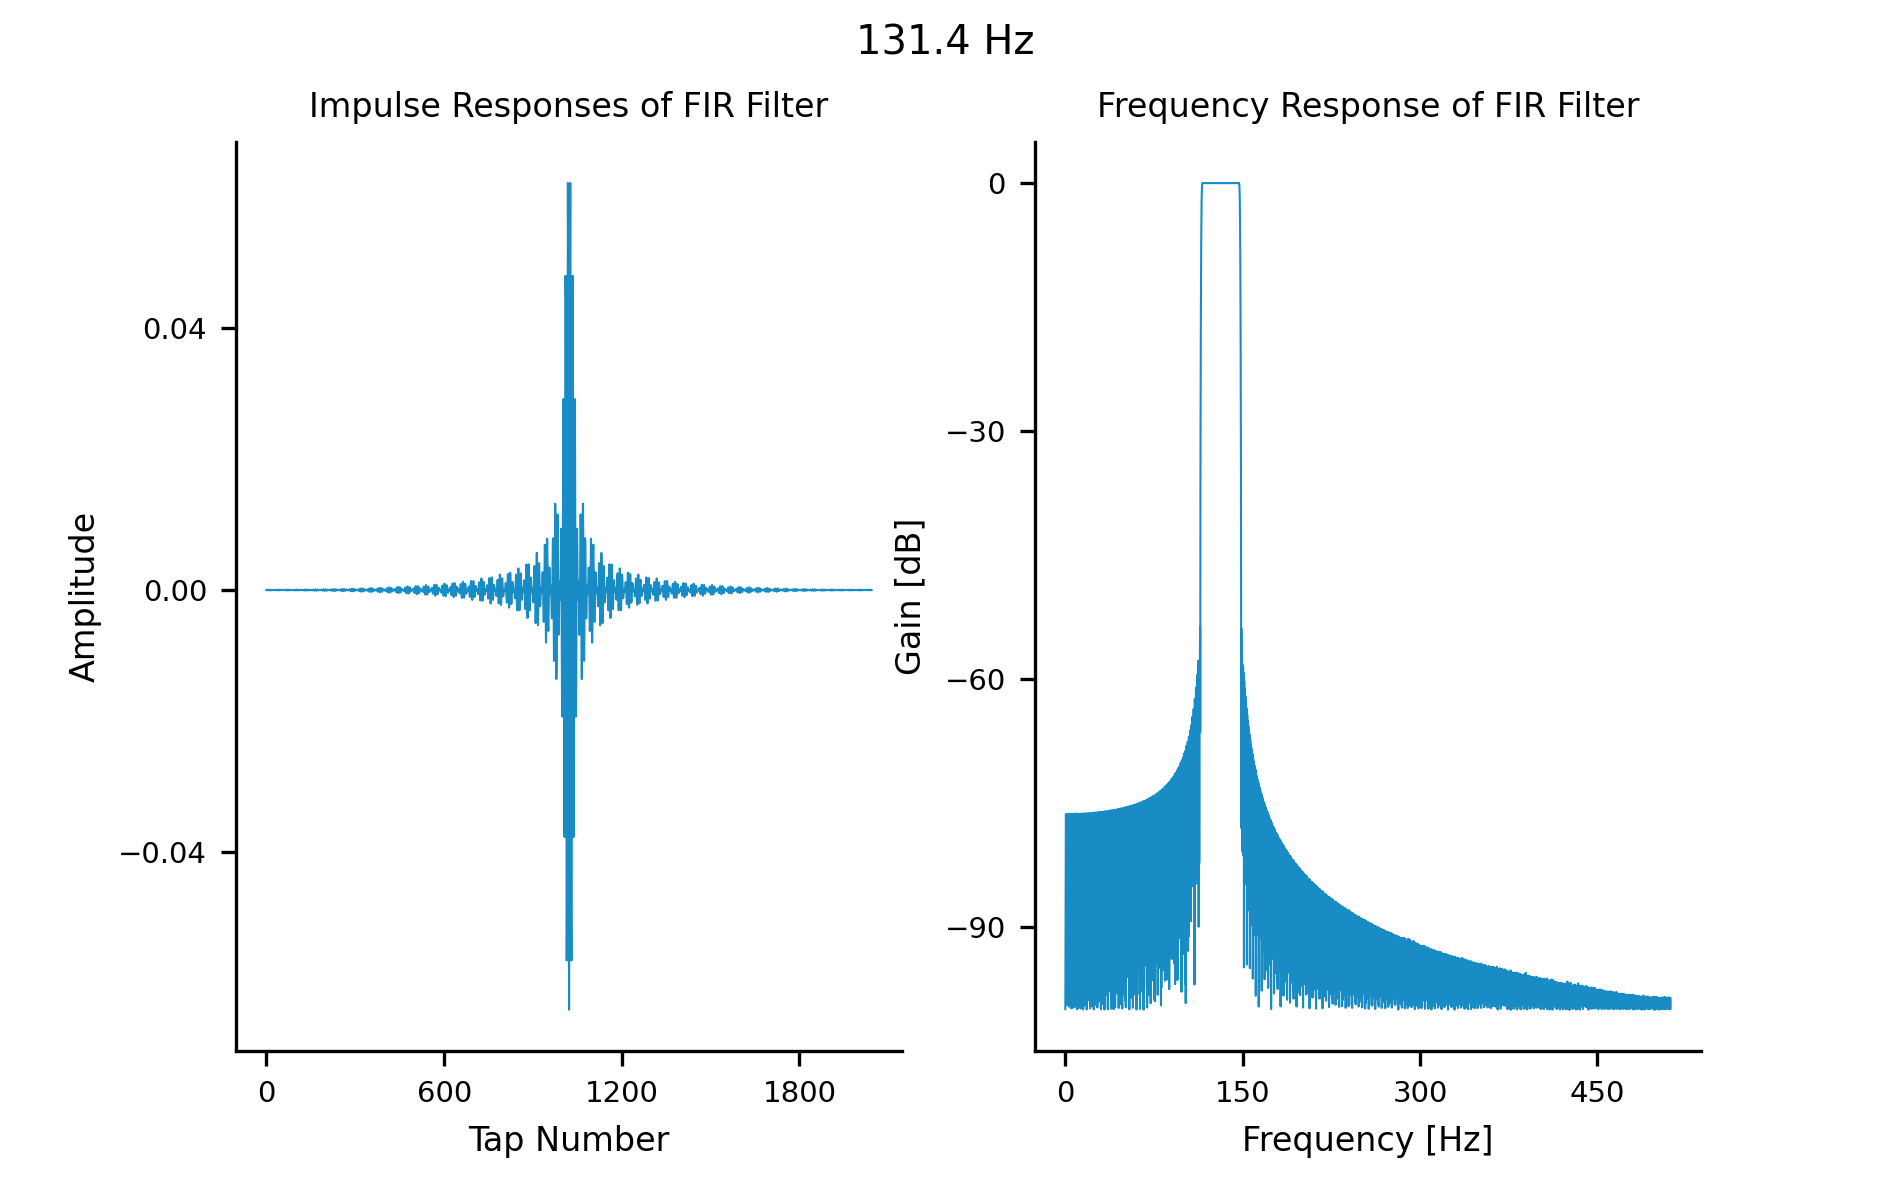 131.4 Hz
Impulse Responses of FIR Filter
Amplitude
0.04
0.00
−0.04
0 600 1200 1800
Tap Number
Frequency Response of FIR Filter
Gain [dB]
0
−30
−60
−90
0 150 300 450
Frequency [Hz]